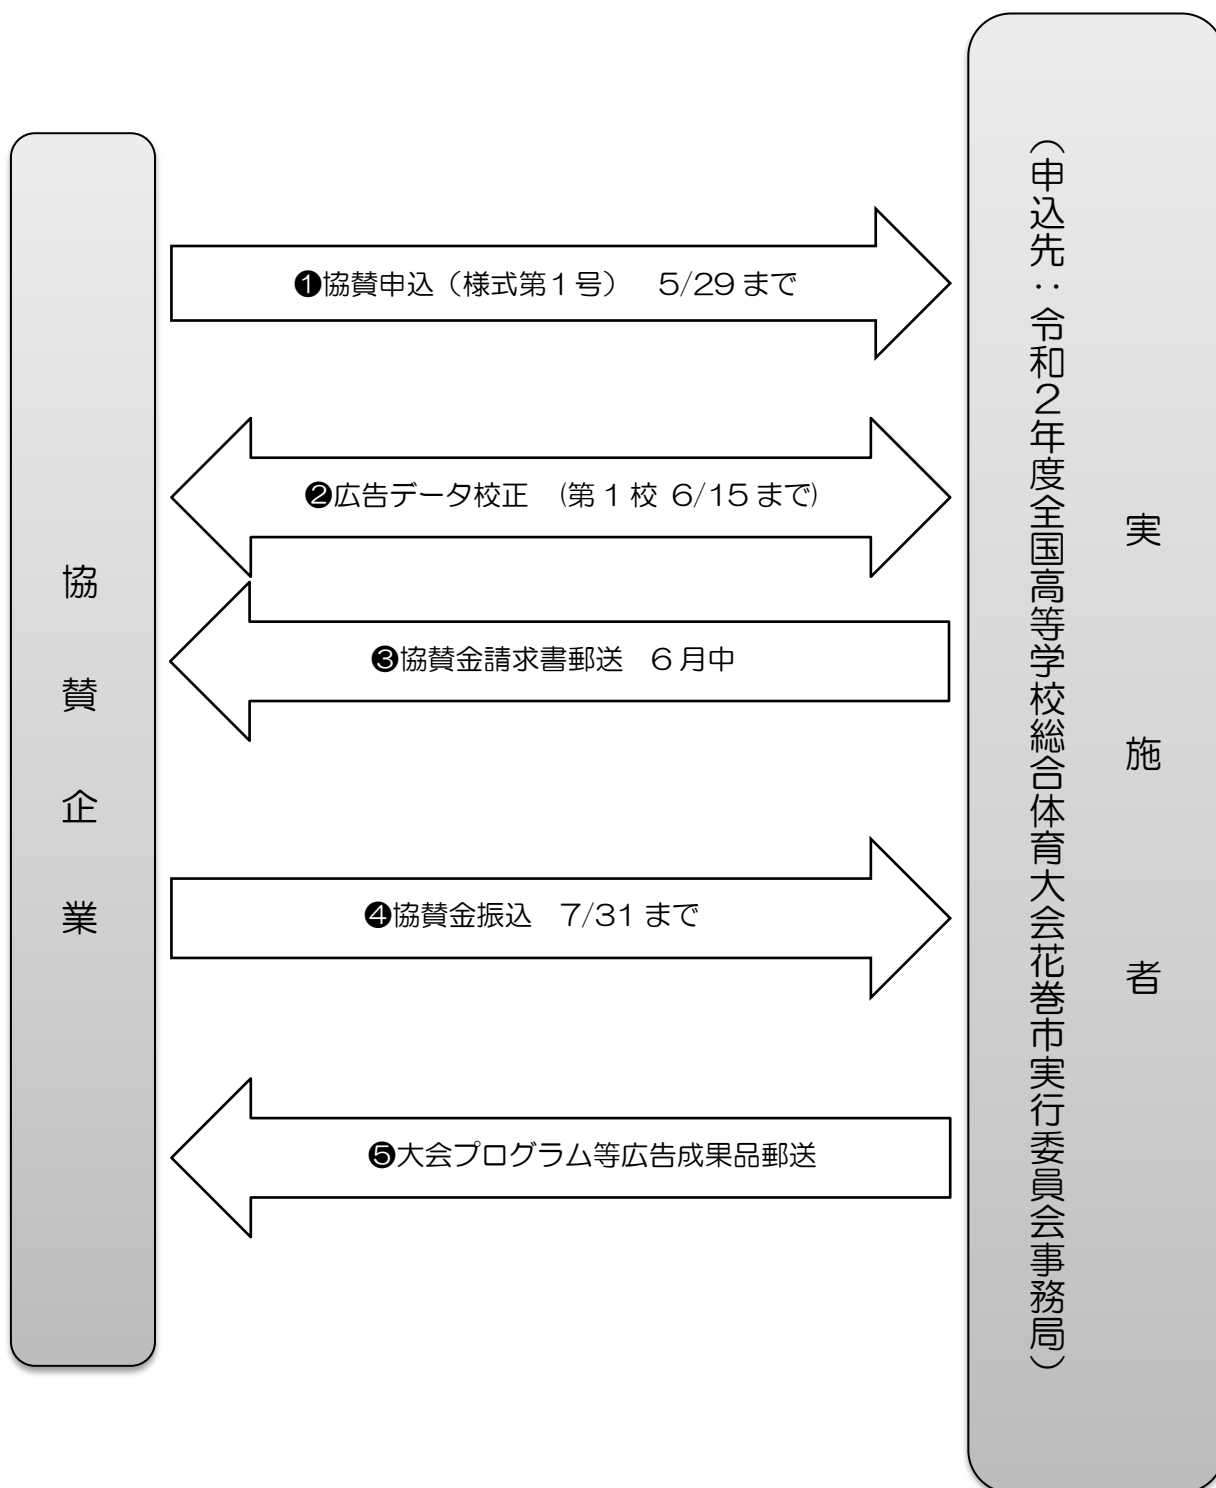 協賛企業
❶協賛申込（様式第１号）　5/29 まで
❷広告データ校正　(第 1 校 6/15 まで)
❸協賛金請求書郵送　６月中
❹協賛金振込　7/31 まで
❺大会プログラム等広告成果品郵送
実施者
（申込先：令和２年度全国高等学校総合体育大会花巻市実行委員会事務局）